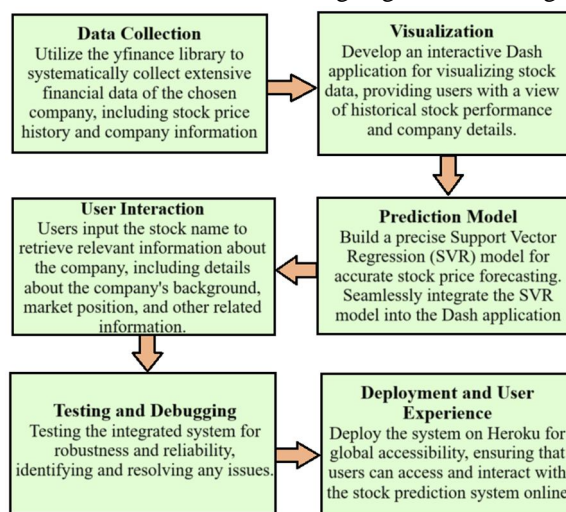 Data Collection
Utilize the yfinance library to
systematically collect extensive
financial data of the chosen
company, including stock price
history and company information
Visualization
Develop an interactive Dash
application for visualizing stock
data, providing users with a view
of historical stock performance
and company details.
Prediction Model
Build a precise Support Vector
Regression (SVR) model for
accurate stock price forecasting.
Seamlessly integrate the SVR
model into the Dash application
User Interaction
Users input the stock name to
retrieve relevant information about
the company, including details
about the company's background,
market position, and other related
information.
Testing and Debugging
Testing the integrated system for
robustness and reliability,
identifying and resolving any issues.
Deployment and User
Experience
Deploy the system on Heroku for
global accessibility, ensuring that
users can access and interact with
the stock prediction system online